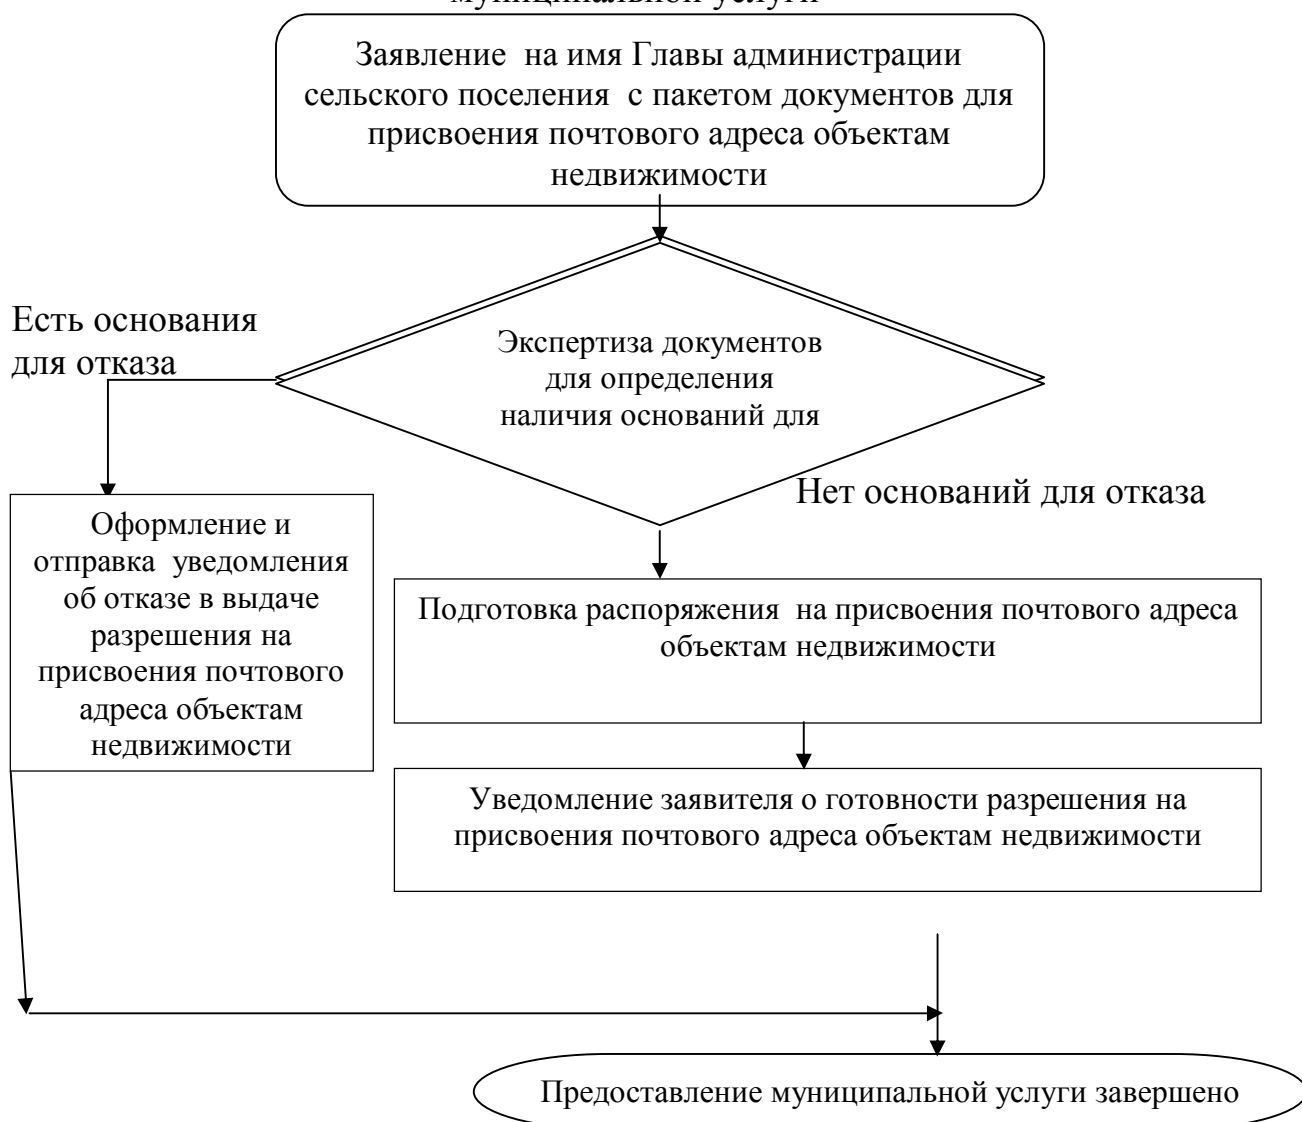 муниципальной услуги
Заявление на имя Главы администрации
сельского поселения с пакетом документов для
присвоения почтового адреса объектам
недвижимости
Есть основания
для отказа
Экспертиза документов
для определения
наличия оснований для
Нет оснований для отказа
Оформление и
отправка уведомления
об отказе в выдаче
разрешения на
присвоения почтового
адреса объектам
недвижимости
Подготовка распоряжения на присвоения почтового адреса
объектам недвижимости
Уведомление заявителя о готовности разрешения на
присвоения почтового адреса объектам недвижимости
Предоставление муниципальной услуги завершено